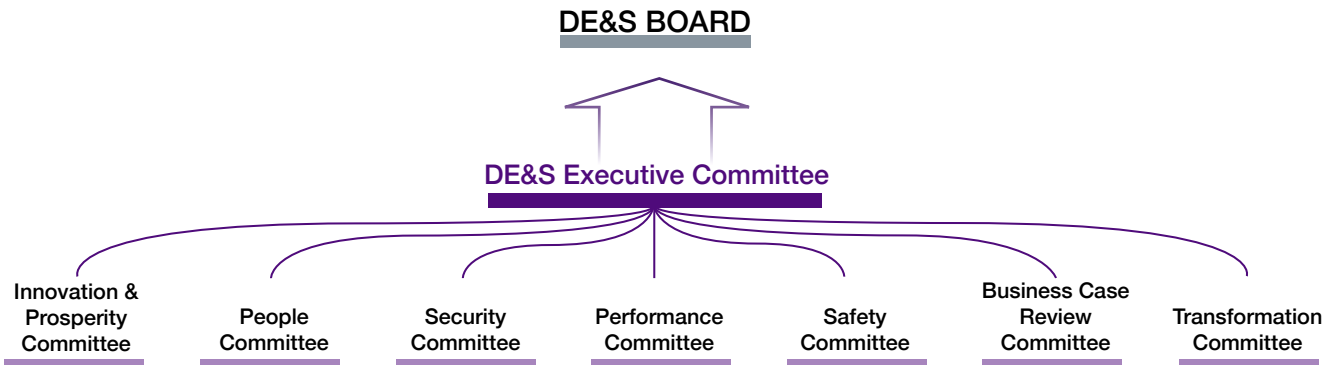 DE&S BOARD
DE&S Executive Committee
Innovation &
Prosperity
Committee
People
Committee
Security
Committee
Performance
Committee
Safety
Committee
Business Case
Review
Committee
Transformation
Committee